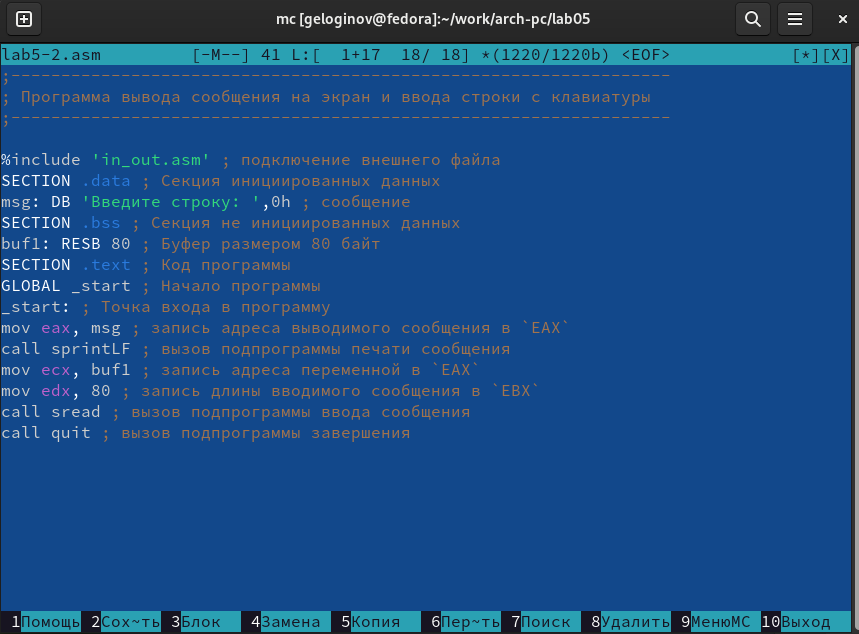 mc [geloginov@fedora]:~/work/arch-pc/lab05
lab5-2.asm [-M--] 41 L:[ 1+17 18/ 18] *(1220/1220b) <EOF> [*][X]
;------------------------------------------------------------------
; Программа вывода сообщения на экран и ввода строки с клавиатуры
;------------------------------------------------------------------
%include 'in_out.asm' ; подключение внешнего файла
SECTION .data ; Секция инициированных данных
msg: DB 'Введите строку: ',0h ; сообщение
SECTION .bss ; Секция не инициированных данных
buf1: RESB 80 ; Буфер размером 80 байт
SECTION .text ; Код программы
GLOBAL _start ; Начало программы
_start: ; Точка входа в программу
mov eax, msg ; запись адреса выводимого сообщения в `EAX`
call sprintLF ; вызов подпрограммы печати сообщения
mov ecx, buf1 ; запись адреса переменной в `EAX`
mov edx, 80 ; запись длины вводимого сообщения в `EBX`
call sread ; вызов подпрограммы ввода сообщения
call quit ; вызов подпрограммы завершения
1Помощь 2Сох~ть 3Блок 4Замена 5Копия 6Пер~ть 7Поиск 8Удалить 9МенюMC 10Выход